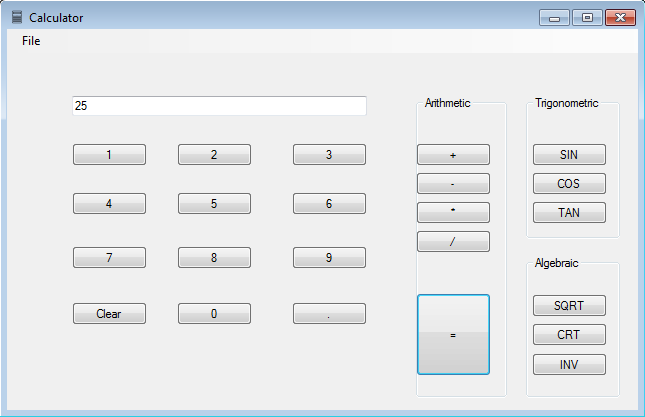 Calculator
File
25
Arithmetic
Trigonometric
1 2 3 + SIN
- COS
4 5 6 * TAN
/
7 8 9
Algebraic
Clear 0 . SQRT
= CRT
INV